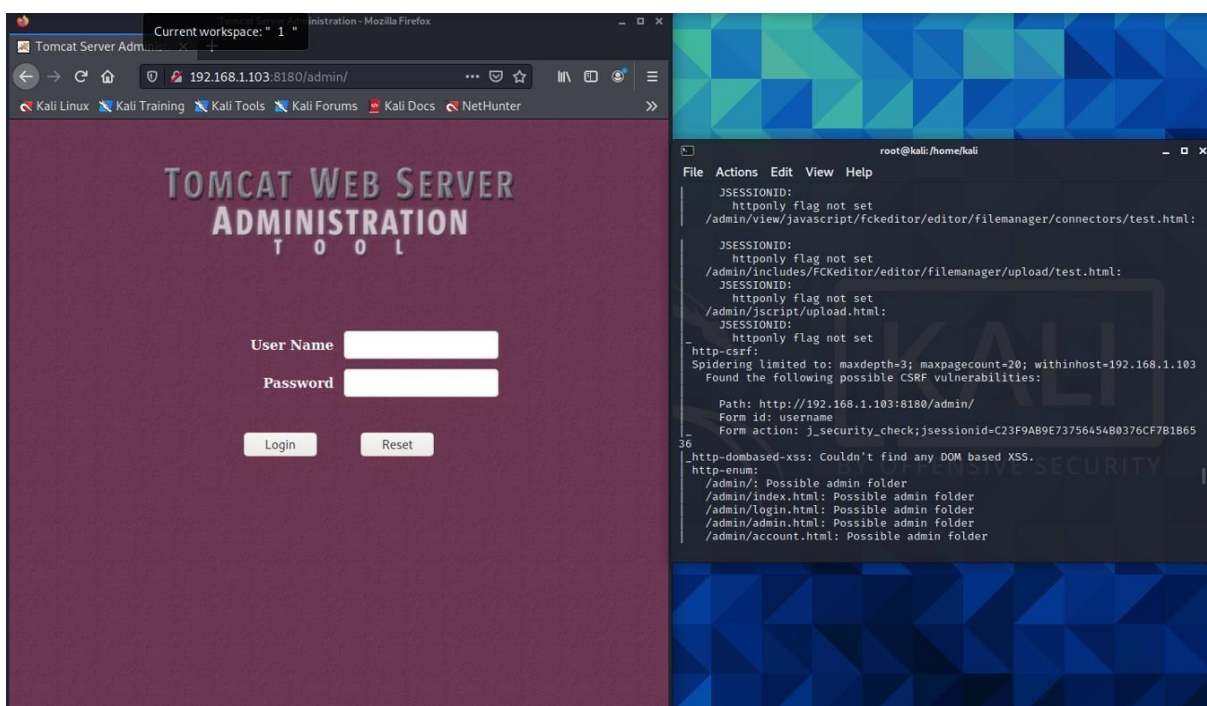 Tomcat Server Administration - Mozilla Firefox
Current workspace: " 1 "
Tomcat Server Adminis
192.168.1.103:8180/admin/
Kali Linux Kali Training Kali Tools Kali Forums Kali Docs NetHunter
TOMCAT WEB SERVER
ADMINISTRATION
TOOL
User Name
Password
Login Reset
root@kali: /home/kali
File Actions Edit View Help
| JSESSIONID:
| httponly flag not set
| /admin/view/javascript/fckeditor/editor/filemanager/connectors/test.html:
| JSESSIONID:
| httponly flag not set
| /admin/includes/FCKeditor/editor/filemanager/upload/test.html:
| JSESSIONID:
| httponly flag not set
| /admin/jscript/upload.html:
| JSESSIONID:
|_ httponly flag not set
| http-csrf:
| Spidering limited to: maxdepth=3; maxpagecount=20; withinhost=192.168.1.103
| Found the following possible CSRF vulnerabilities:
| Path: http://192.168.1.103:8180/admin/
| Form id: username
|_ Form action: j_security_check;jsessionid=C23F9AB9E73756454B0376CF7B1B65
36
|_http-dombased-xss: Couldn't find any DOM based XSS.
| http-enum:
| /admin/: Possible admin folder
| /admin/index.html: Possible admin folder
| /admin/login.html: Possible admin folder
| /admin/admin.html: Possible admin folder
| /admin/account.html: Possible admin folder
KALI
BY OFFENSIVE SECURITY